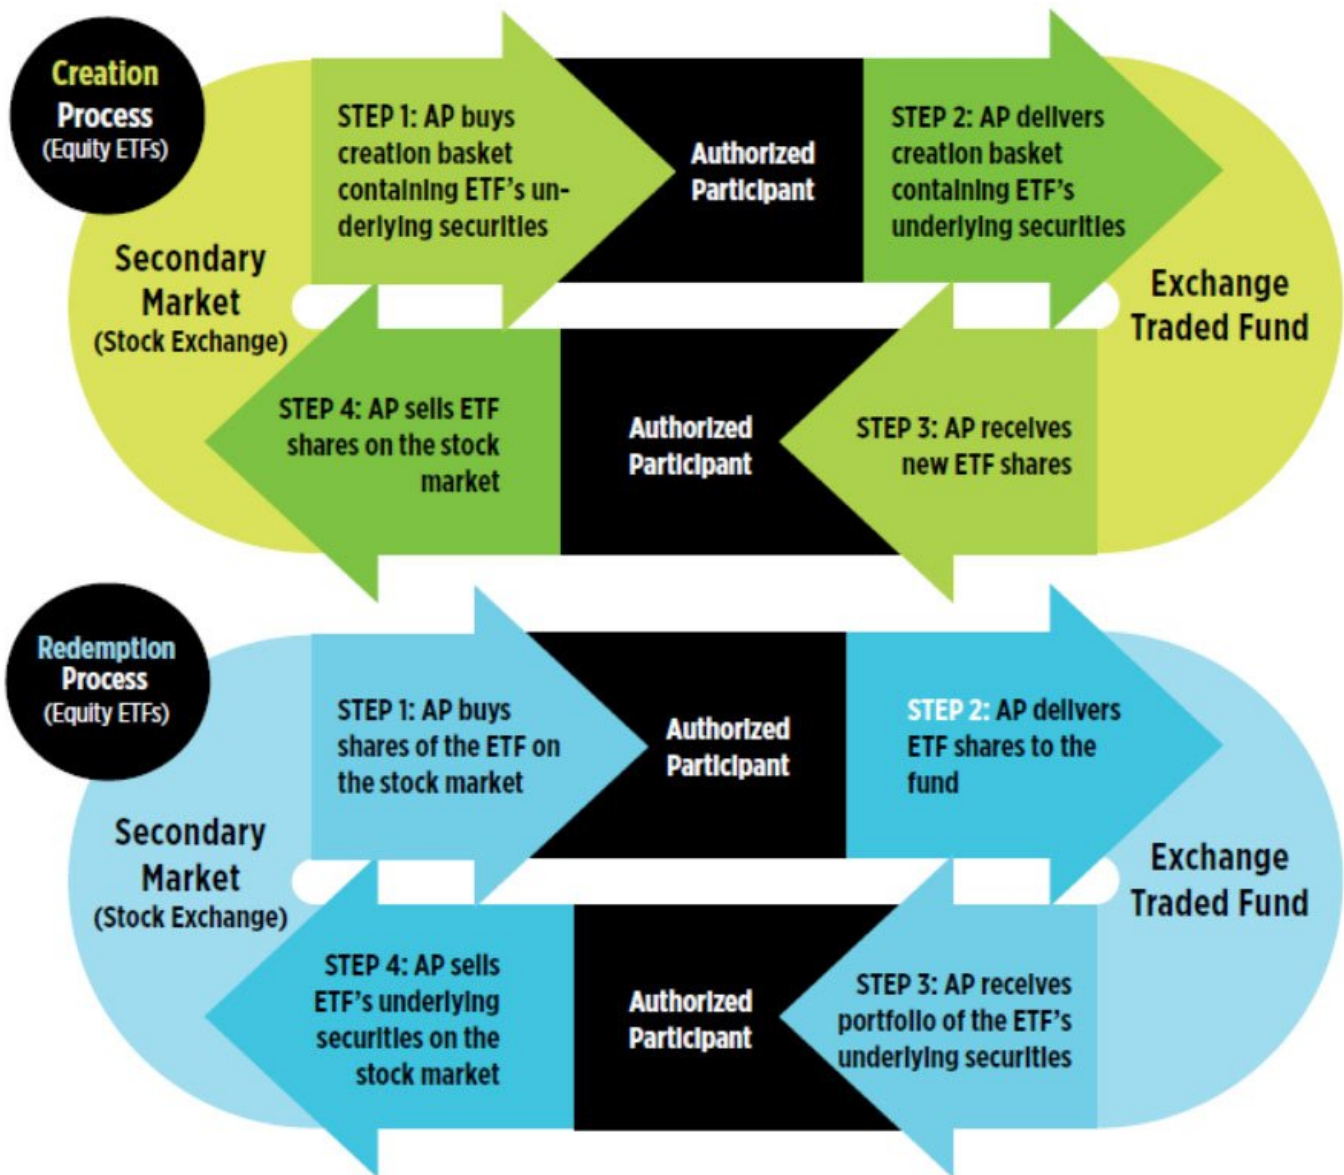 Creation
Process
(Equity ETFs)
STEP 1: AP buys
creation basket
containing ETF's un-
derlying securities
Authorized
Participant
STEP 2: AP delivers
creation basket
containing ETF's
underlying securities
Secondary
Market
(Stock Exchange)
Exchange
Traded Fund
STEP 4: AP sells ETF
shares on the stock
market
Authorized
Participant
STEP 3: AP receives
new ETF shares
Redemption
Process
(Equity ETFs)
STEP 1: AP buys
shares of the ETF on
the stock market
Authorized
Participant
STEP 2: AP delivers
ETF shares to the
fund
Secondary
Market
(Stock Exchange)
Exchange
Traded Fund
STEP 4: AP sells
ETF's underlying
securities on the
stock market
Authorized
Participant
STEP 3: AP receives
portfolio of the ETF's
underlying securities